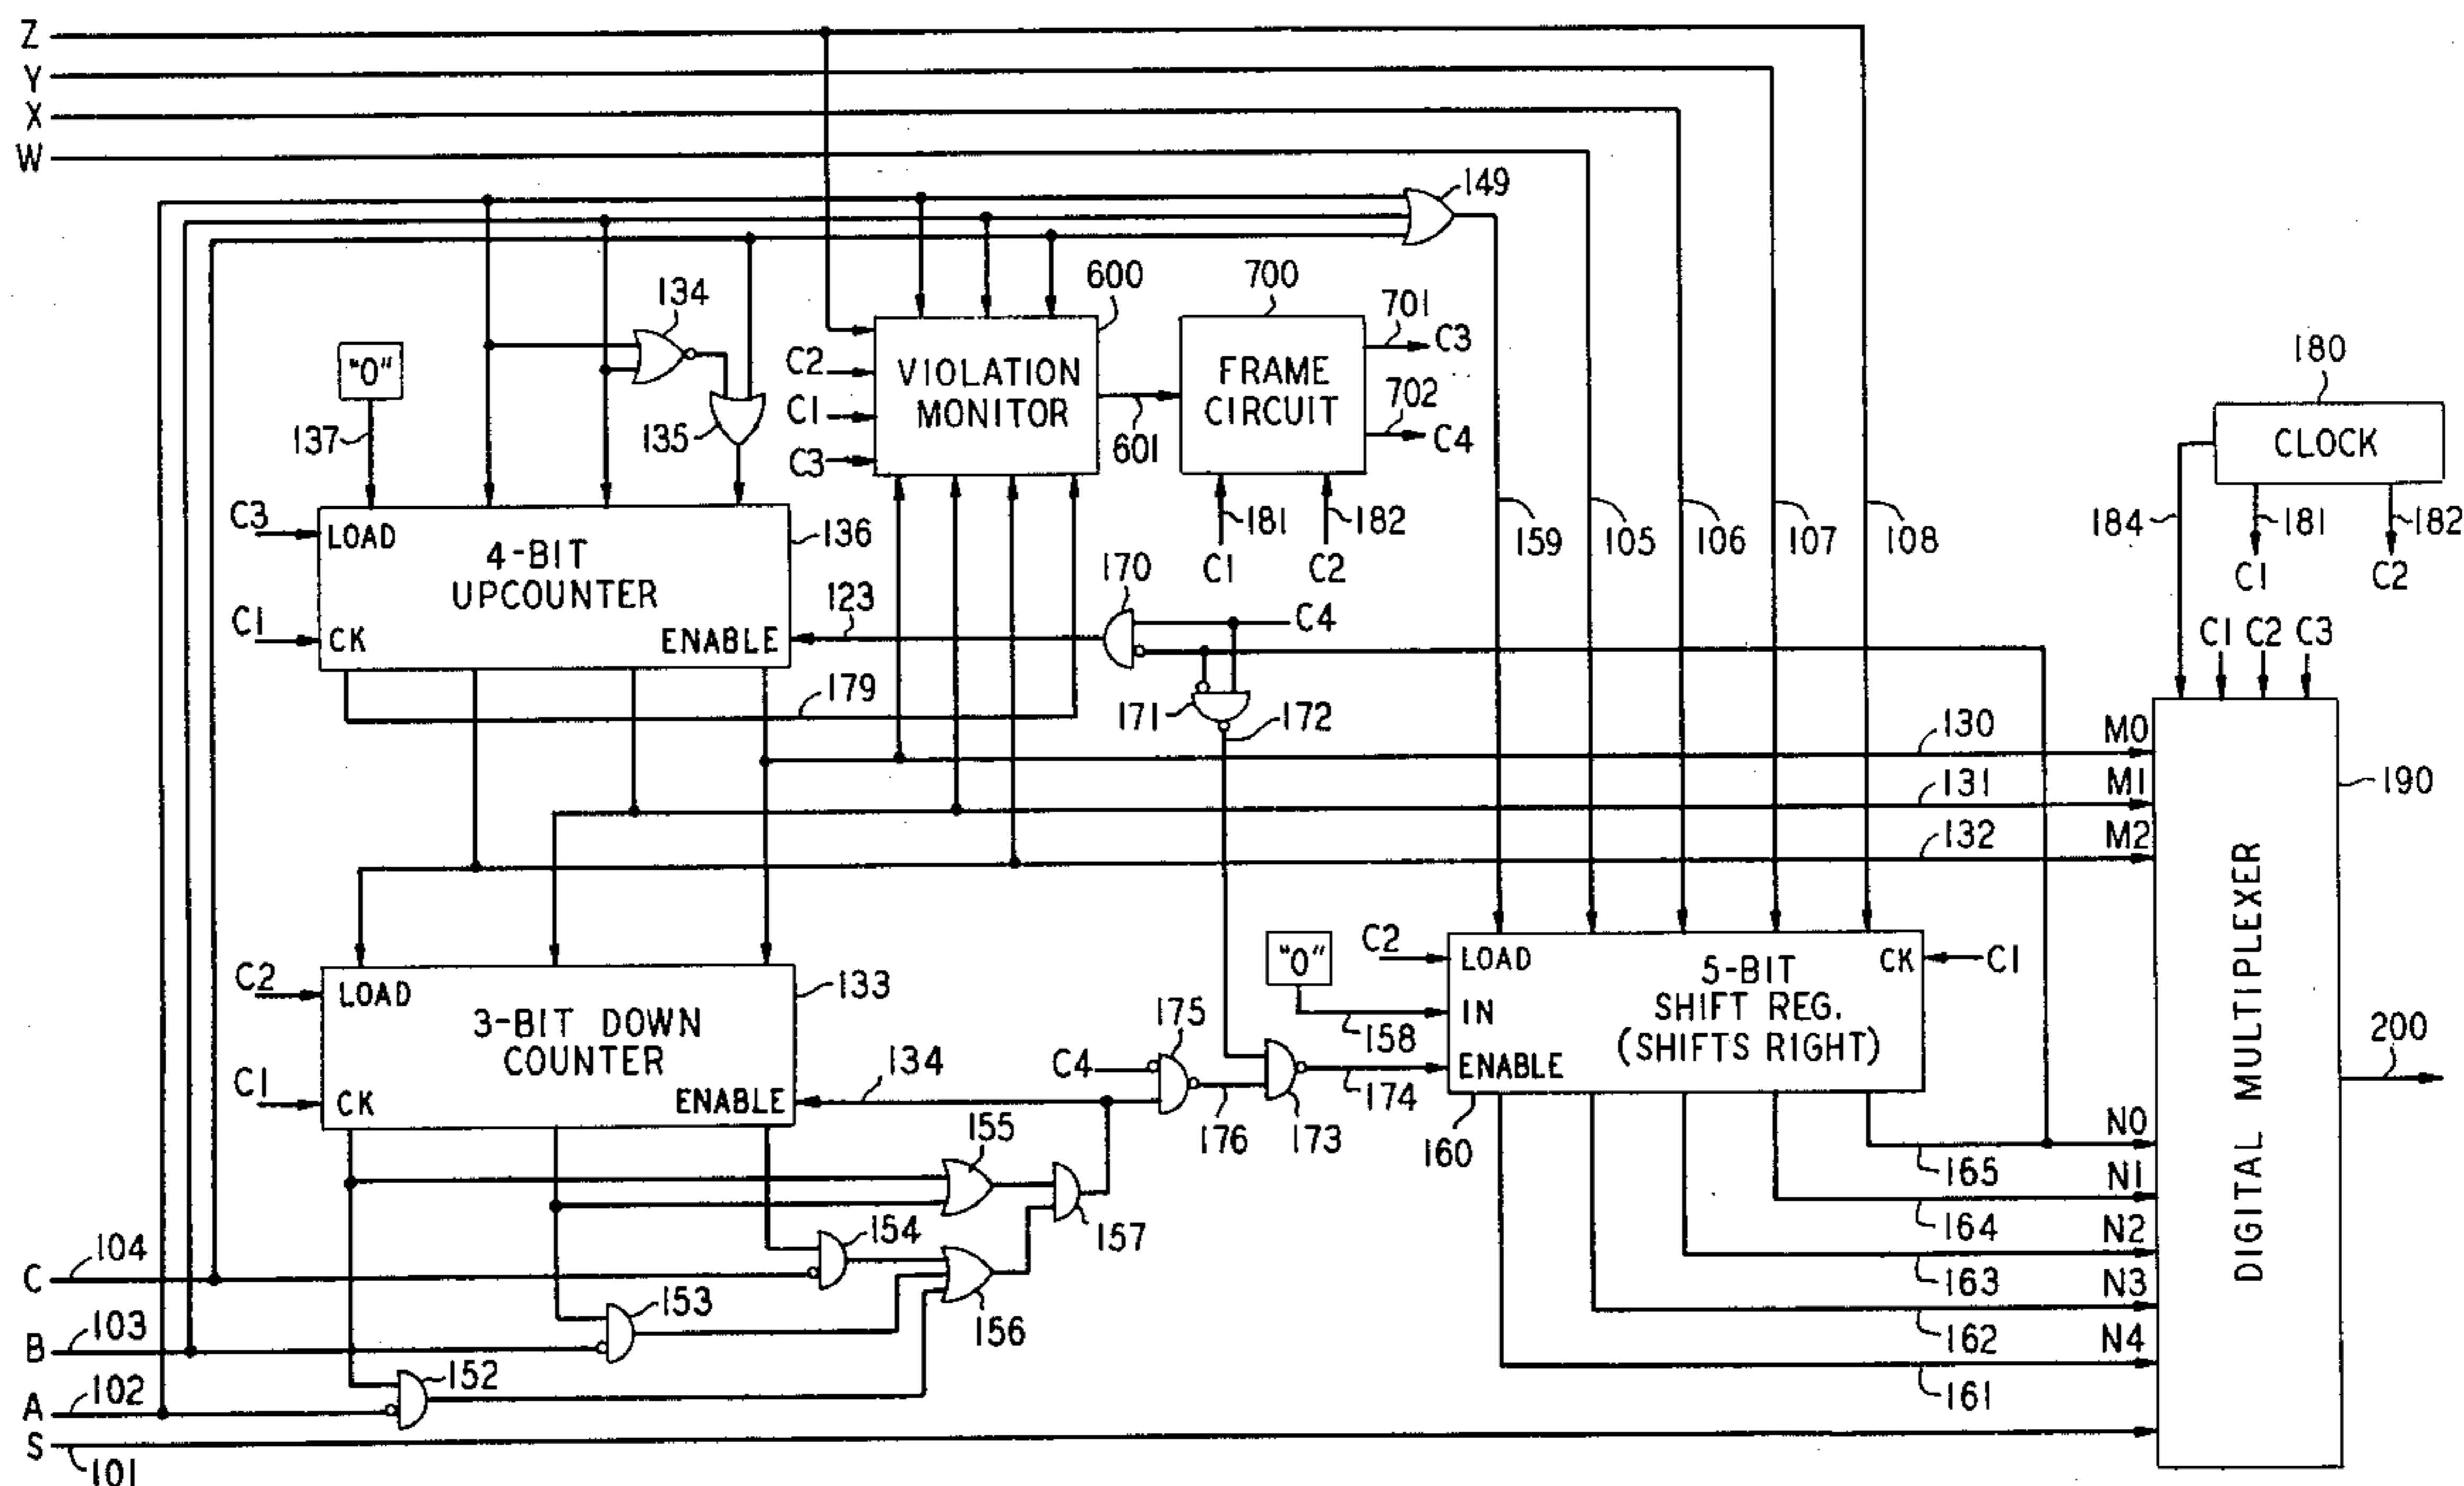 Z
Y
X
W
149
134
"0"
137
135
600
C2
C1
C3
VIOLATION
MONITOR
601
700
FRAME
CIRCUIT
701
C3
702
C4
181
C1
182
C2
159
105
106
107
108
180
CLOCK
184
181
C1
182
C2
C1 C2 C3
C3
LOAD
4-BIT
UPCOUNTER
136
C1
CK
ENABLE
123
170
C4
171
172
179
130
M0
131
M1
132
M2
190
DIGITAL MULTIPLEXER
200
C2
LOAD
3-BIT DOWN
COUNTER
133
C1
CK
ENABLE
134
C4
175
176
173
174
"0"
158
C2
LOAD
IN
ENABLE
5-BIT
SHIFT REG.
(SHIFTS RIGHT)
CK
C1
160
155
154
157
156
153
152
N0
165
N1
164
N2
163
N3
162
N4
161
C
104
B
103
A
102
S
101